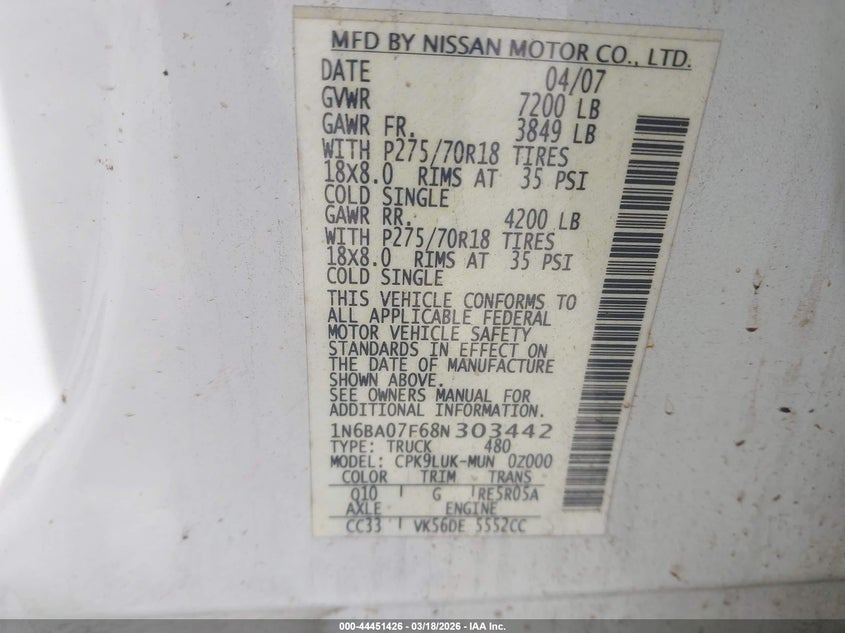 MFD BY NISSAN MOTOR CO., LTD.
DATE 04/07
GVWR 7200 LB
GAWR FR. 3849 LB
WITH P275/70R18 TIRES
18X8.0 RIMS AT 35 PSI
COLD SINGLE
GAWR RR. 4200 LB
WITH P275/70R18 TIRES
18X8.0 RIMS AT 35 PSI
COLD SINGLE
THIS VEHICLE CONFORMS TO
ALL APPLICABLE FEDERAL
MOTOR VEHICLE SAFETY
STANDARDS IN EFFECT ON
THE DATE OF MANUFACTURE
SHOWN ABOVE.
SEE OWNERS MANUAL FOR
ADDITIONAL INFORMATION.
1N6BA07F68N303442
TYPE: TRUCK 480
MODEL: CPK9LUK-MUN 0Z000
COLOR TRIM TRANS
Q10 G RE5R05A
AXLE ENGINE
CC33 VK56DE 5552CC
000-44451426 - 03/18/2026 - IAA Inc.